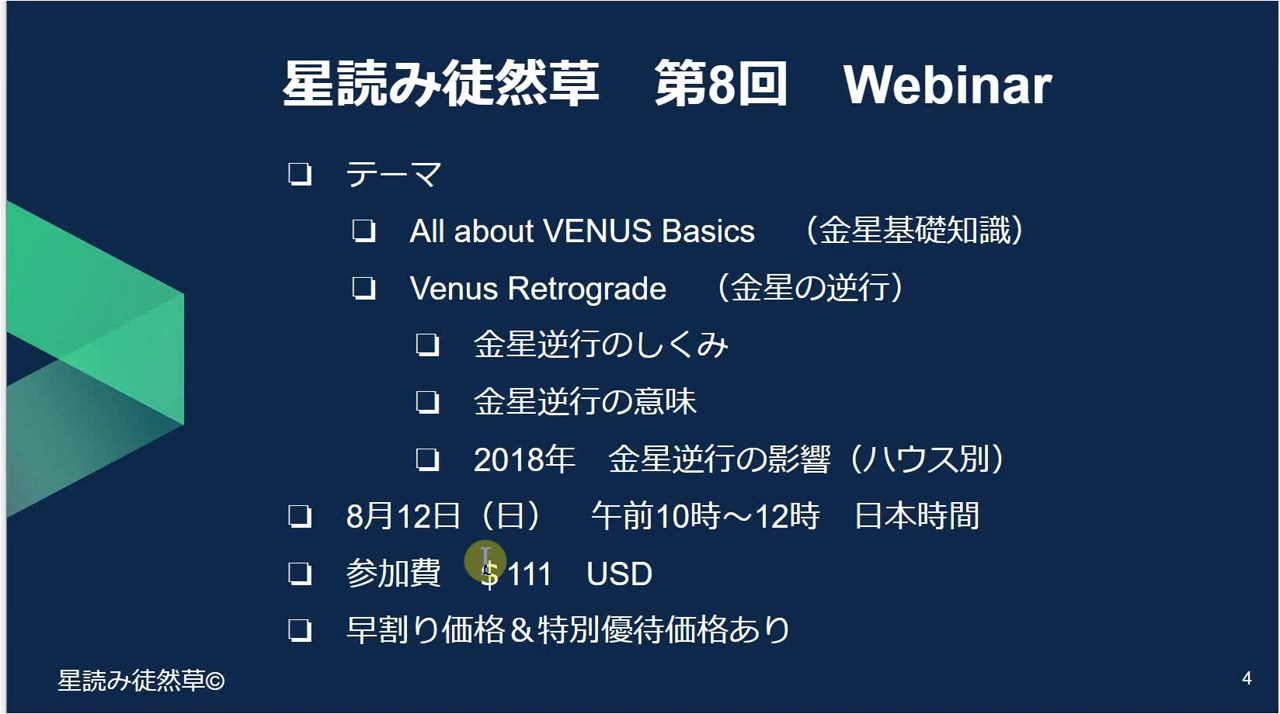 星読み徒然草　第8回　Webinar
❏ テーマ
❏ All about VENUS Basics　（金星基礎知識）
❏ Venus Retrograde　（金星の逆行）
❏ 金星逆行のしくみ
❏ 金星逆行の意味
❏ 2018年　金星逆行の影響（ハウス別）
❏ 8月12日（日）　午前10時～12時　日本時間
❏ 参加費　＄111　USD
❏ 早割り価格＆特別優待価格あり
星読み徒然草©
4